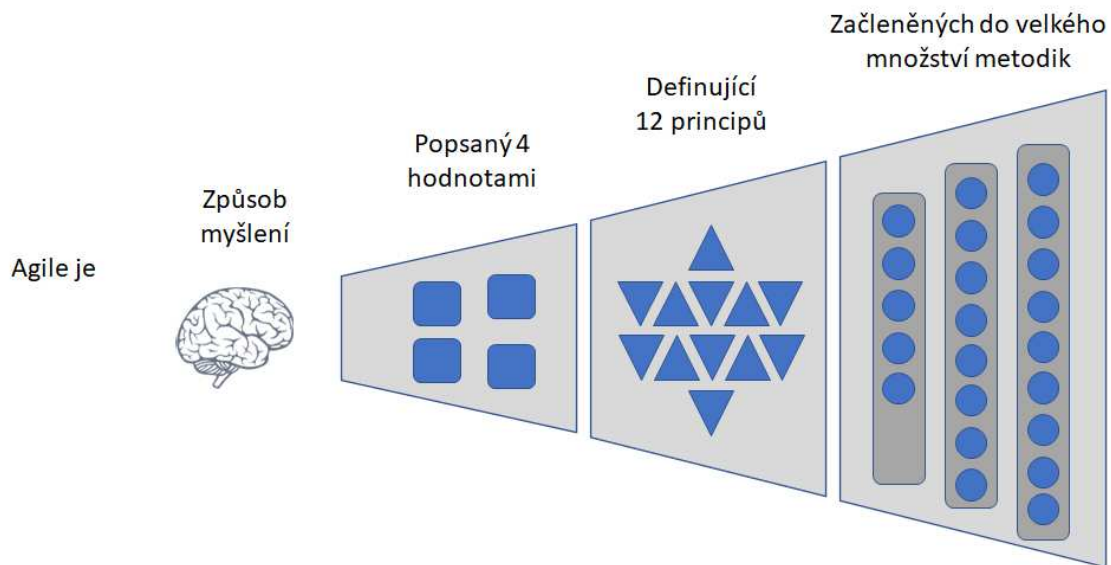 Agile je
Způsob
myšlení
Popsaný 4
hodnotami
Definující
12 principů
Začleněných do velkého
množství metodik